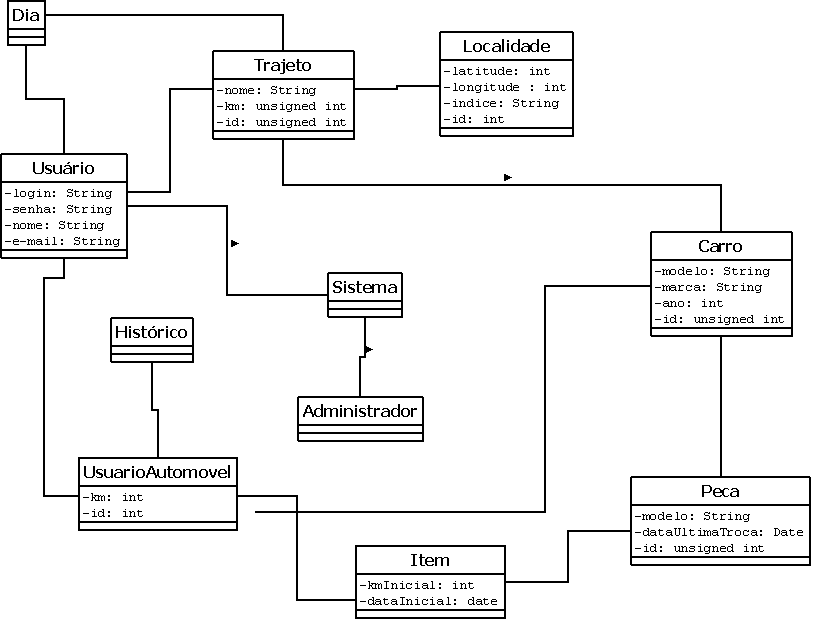 Dia
Trajeto
-nome: String
-km: unsigned int
-id: unsigned int
Localidade
-latitude: int
-longitude : int
-indice: String
-id: int
Usuário
-login: String
-senha: String
-nome: String
-e-mail: String
Carro
-modelo: String
-marca: String
-ano: int
-id: unsigned int
Sistema
Histórico
Administrador
UsuarioAutomovel
-km: int
-id: int
Peca
-modelo: String
-dataUltimaTroca: Date
-id: unsigned int
Item
-kmInicial: int
-dataInicial: date